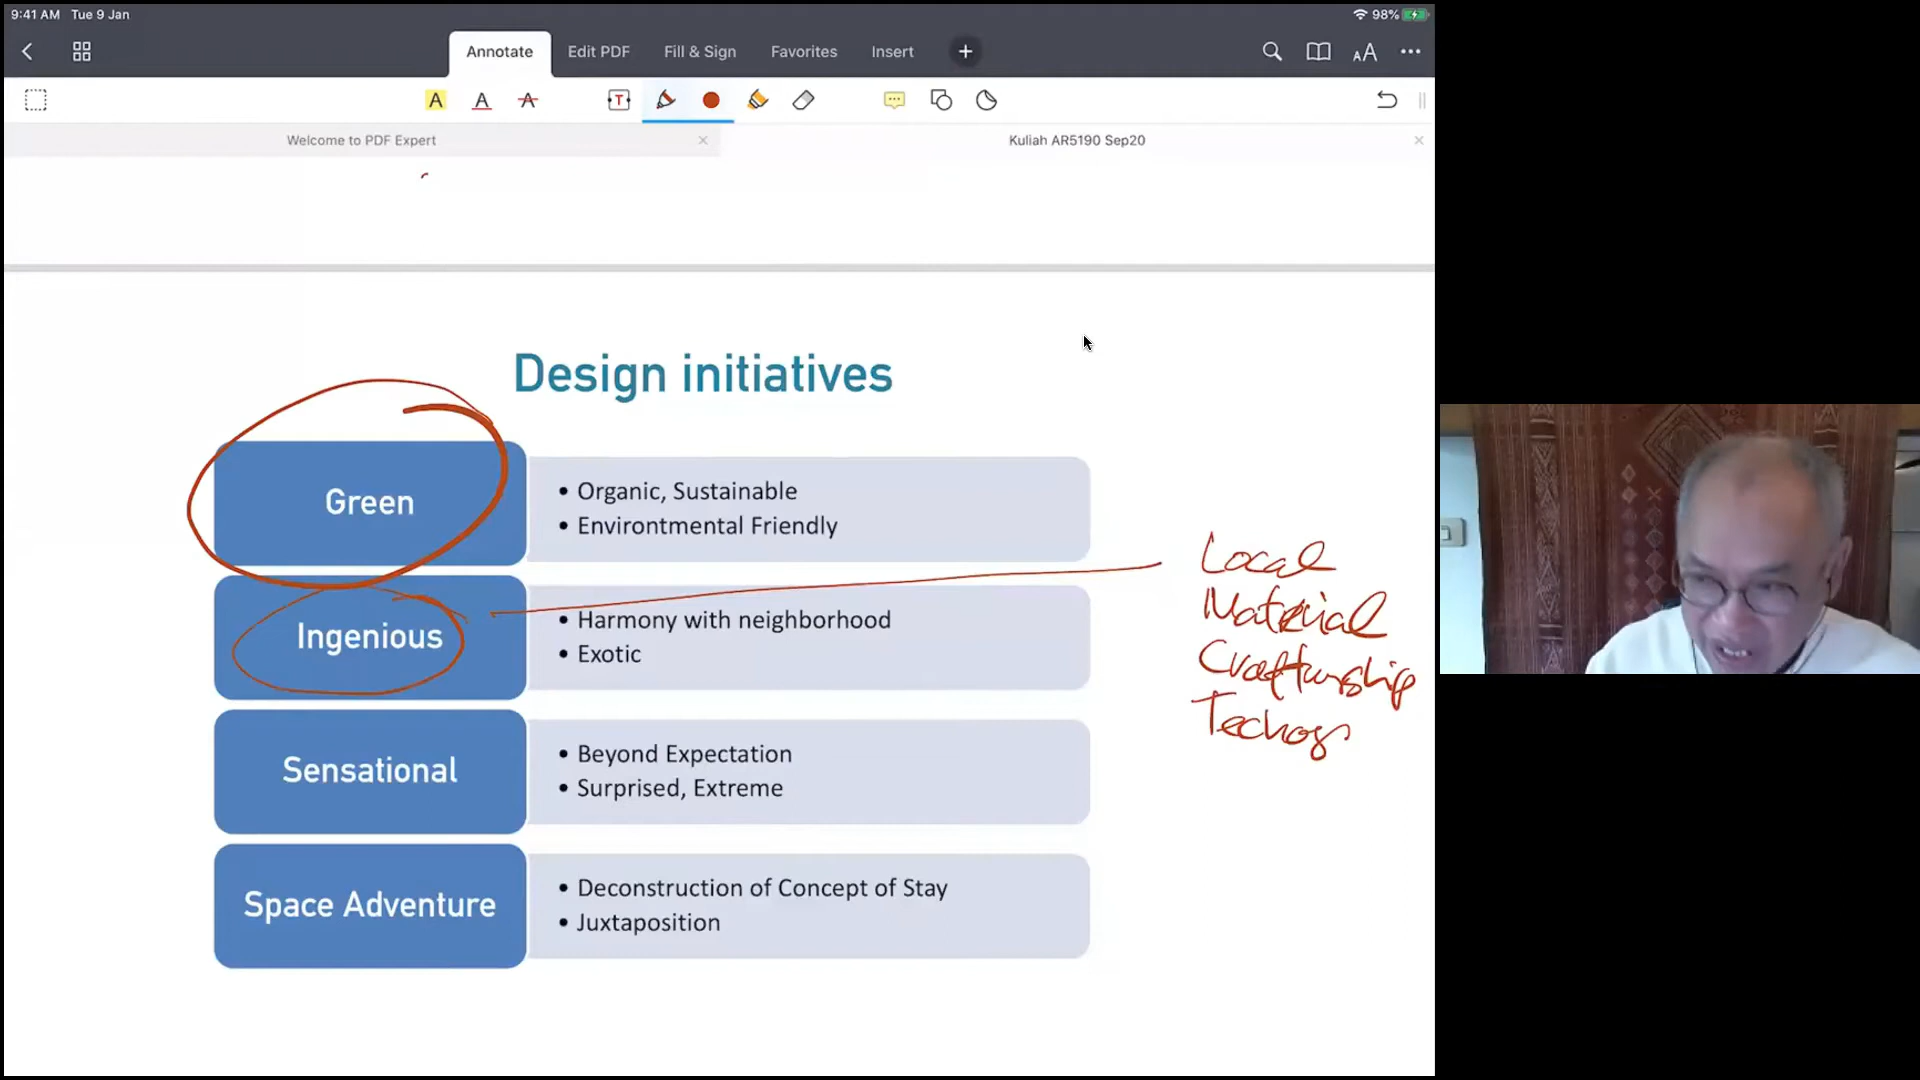 9:41 AM Tue 9 Jan
98%
Annotate
Edit PDF
Fill & Sign
Favorites
Insert
AA
A
A
A
T
Welcome to PDF Expert
Kuliah AR5190 Sep20
Design initiatives
Green
• Organic, Sustainable
• Environtmental Friendly
Ingenious
• Harmony with neighborhood
• Exotic
Sensational
• Beyond Expectation
• Surprised, Extreme
Space Adventure
• Deconstruction of Concept of Stay
• Juxtaposition
Local
Material